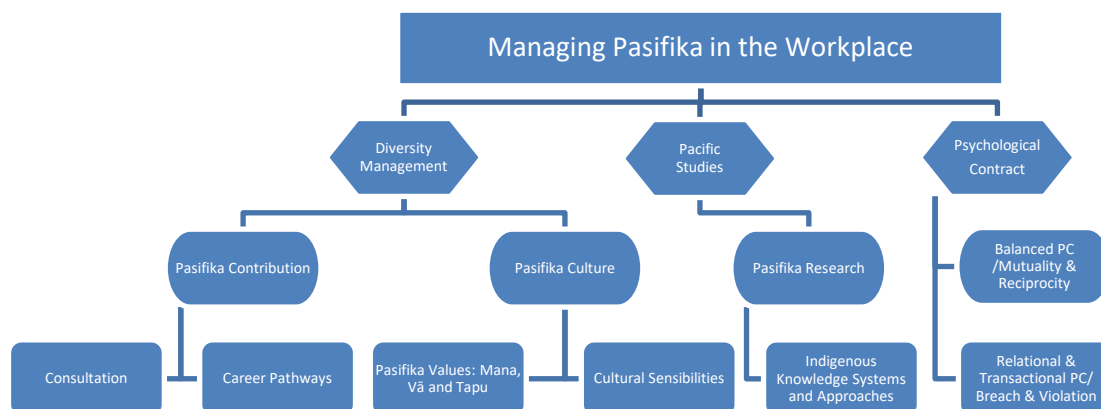 Managing Pasifika in the Workplace
Diversity
Management
Pacific
Studies
Psychological
Contract
Pasifika Contribution
Pasifika Culture
Pasifika Research
Balanced PC
/Mutuality &
Reciprocity
Consultation
Career Pathways
Pasifika Values: Mana,
Vā and Tapu
Cultural Sensibilities
Indigenous
Knowledge Systems
and Approaches
Relational &
Transactional PC/
Breach & Violation